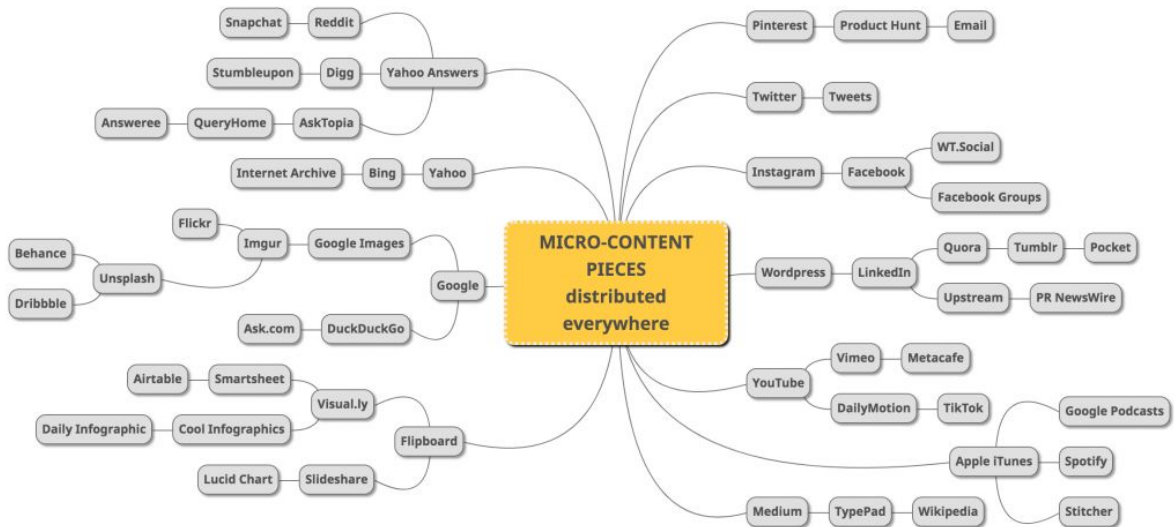 Snapchat
Reddit
Stumbleupon
Digg
Yahoo Answers
Answeree
QueryHome
AskTopia
Internet Archive
Bing
Yahoo
Flickr
Imgur
Google Images
Behance
Unsplash
Dribbble
Google
Ask.com
DuckDuckGo
Airtable
Smartsheet
Visual.ly
Daily Infographic
Cool Infographics
Flipboard
Lucid Chart
Slideshare
MICRO-CONTENT
PIECES
distributed
everywhere
Pinterest
Product Hunt
Email
Twitter
Tweets
Instagram
Facebook
WT.Social
Facebook Groups
Wordpress
LinkedIn
Quora
Tumblr
Pocket
Upstream
PR NewsWire
YouTube
Vimeo
Metacafe
DailyMotion
TikTok
Apple iTunes
Google Podcasts
Spotify
Stitcher
Medium
TypePad
Wikipedia